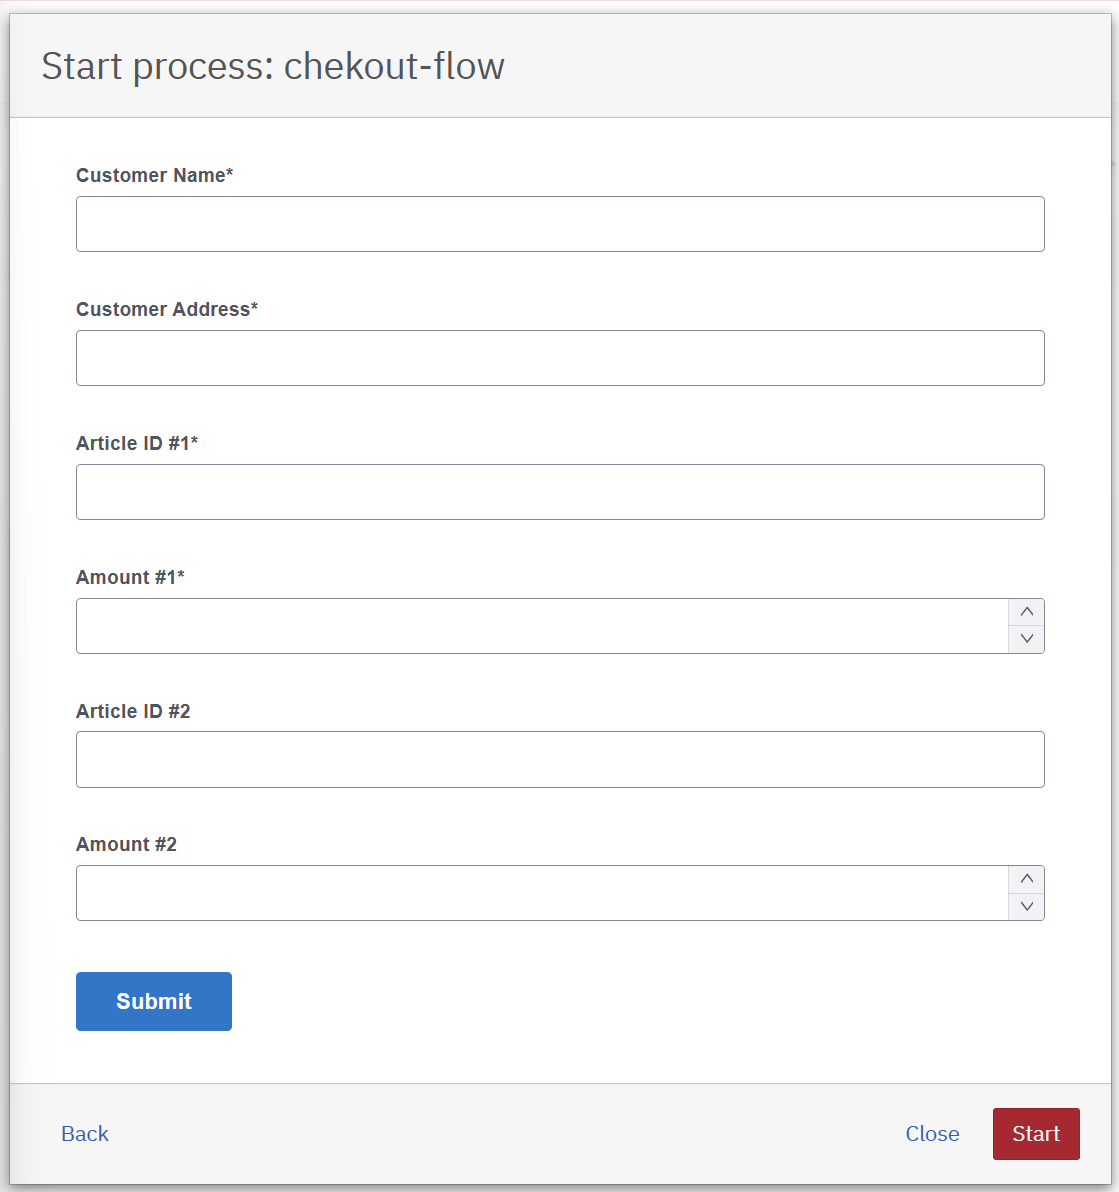 Start process: chekout-flow
Customer Name*
Customer Address*
Article ID #1*
Amount #1*
Article ID #2
Amount #2
Submit
Back
Close
Start